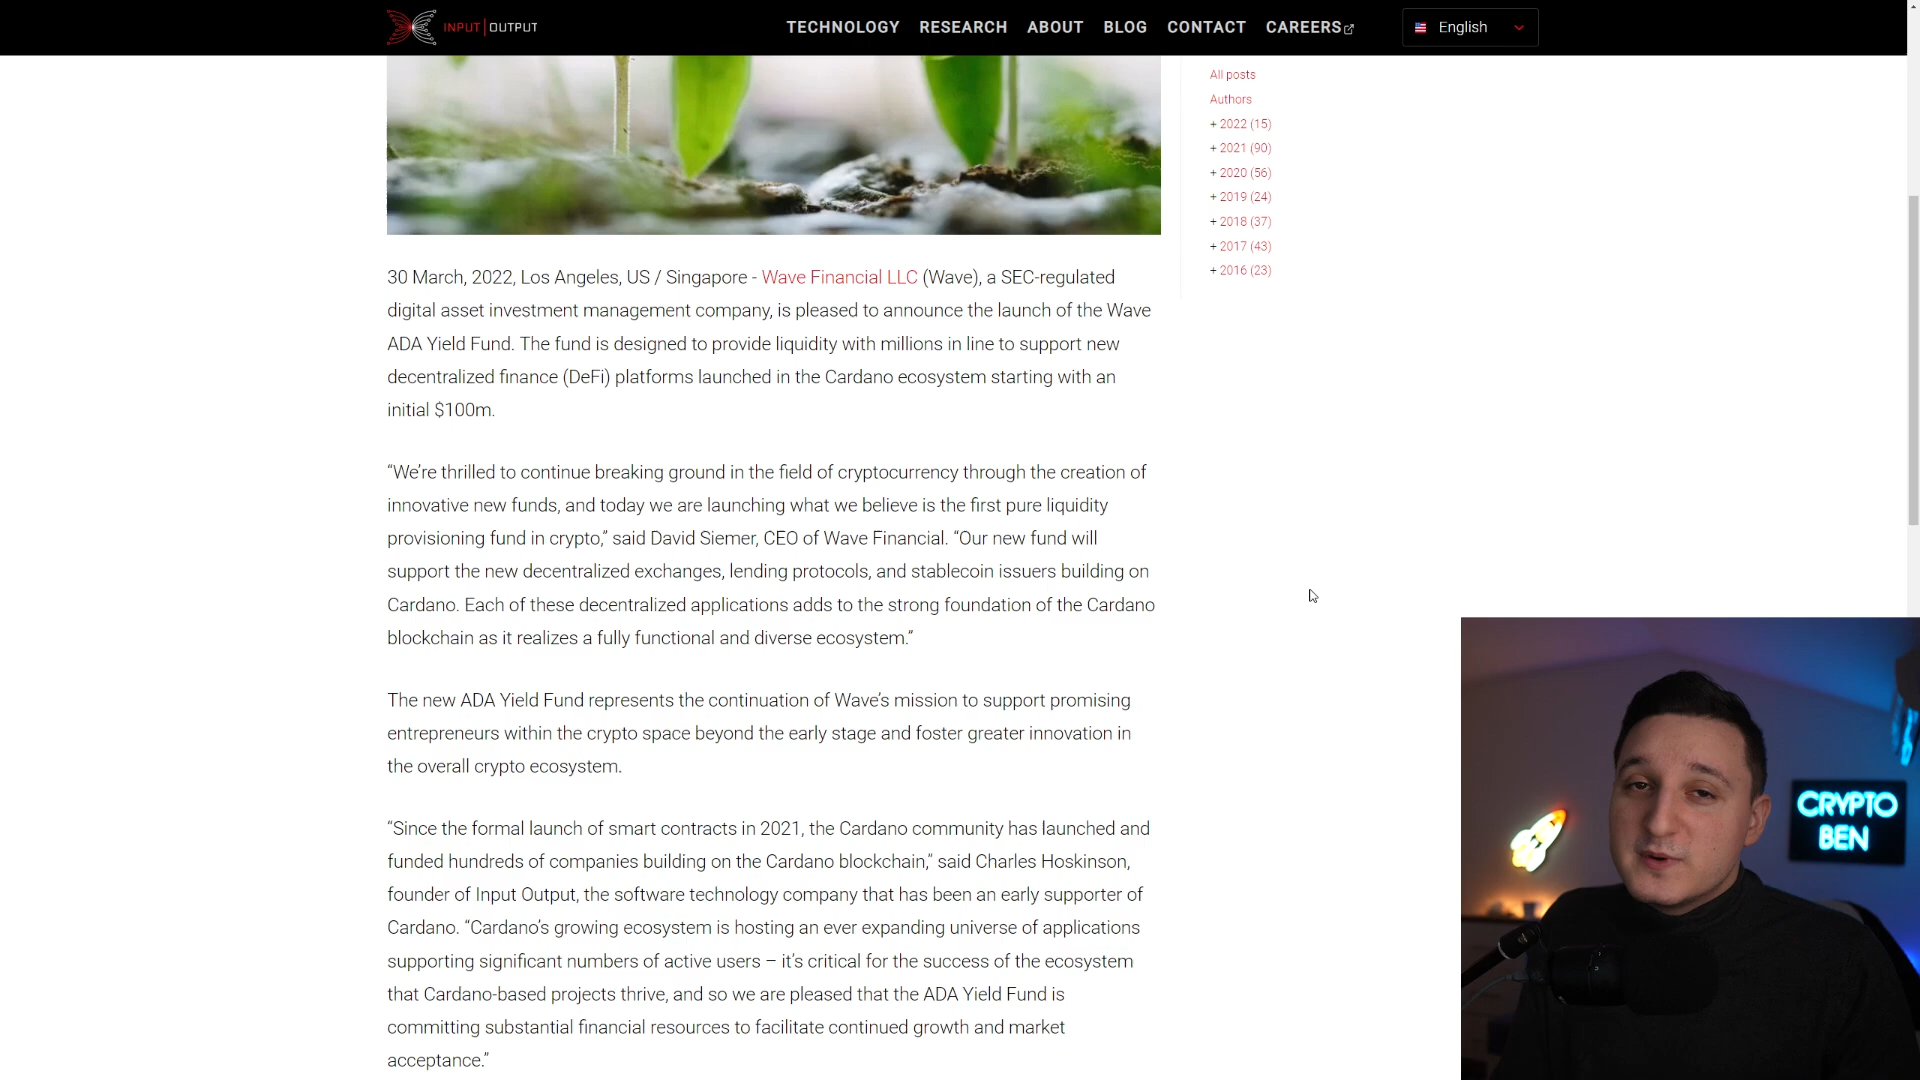 INPUT | OUTPUT
TECHNOLOGY RESEARCH ABOUT BLOG CONTACT CAREERS
English
All posts
Authors
+ 2022 (15)
+ 2021 (90)
+ 2020 (56)
+ 2019 (24)
+ 2018 (37)
+ 2017 (43)
+ 2016 (23)
30 March, 2022, Los Angeles, US / Singapore - Wave Financial LLC (Wave), a SEC-regulated
digital asset investment management company, is pleased to announce the launch of the Wave
ADA Yield Fund. The fund is designed to provide liquidity with millions in line to support new
decentralized finance (DeFi) platforms launched in the Cardano ecosystem starting with an
initial $100m.
“We’re thrilled to continue breaking ground in the field of cryptocurrency through the creation of
innovative new funds, and today we are launching what we believe is the first pure liquidity
provisioning fund in crypto,” said David Siemer, CEO of Wave Financial. “Our new fund will
support the new decentralized exchanges, lending protocols, and stablecoin issuers building on
Cardano. Each of these decentralized applications adds to the strong foundation of the Cardano
blockchain as it realizes a fully functional and diverse ecosystem.”
The new ADA Yield Fund represents the continuation of Wave’s mission to support promising
entrepreneurs within the crypto space beyond the early stage and foster greater innovation in
the overall crypto ecosystem.
“Since the formal launch of smart contracts in 2021, the Cardano community has launched and
funded hundreds of companies building on the Cardano blockchain,” said Charles Hoskinson,
founder of Input Output, the software technology company that has been an early supporter of
Cardano. “Cardano’s growing ecosystem is hosting an ever expanding universe of applications
supporting significant numbers of active users – it’s critical for the success of the ecosystem
that Cardano-based projects thrive, and so we are pleased that the ADA Yield Fund is
committing substantial financial resources to facilitate continued growth and market
acceptance.”
CRYPTO
BEN